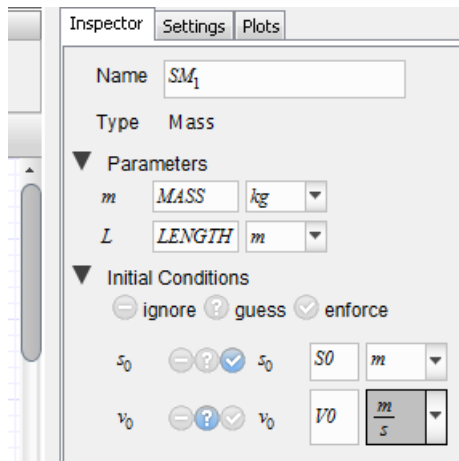 Inspector Settings Plots
Name SM₁
Type Mass
▼ Parameters
m MASS kg
L LENGTH m
▼ Initial Conditions
ignore ? guess enforce
s₀ ? s₀ S0 m
v₀ ? v₀ V0 m/s